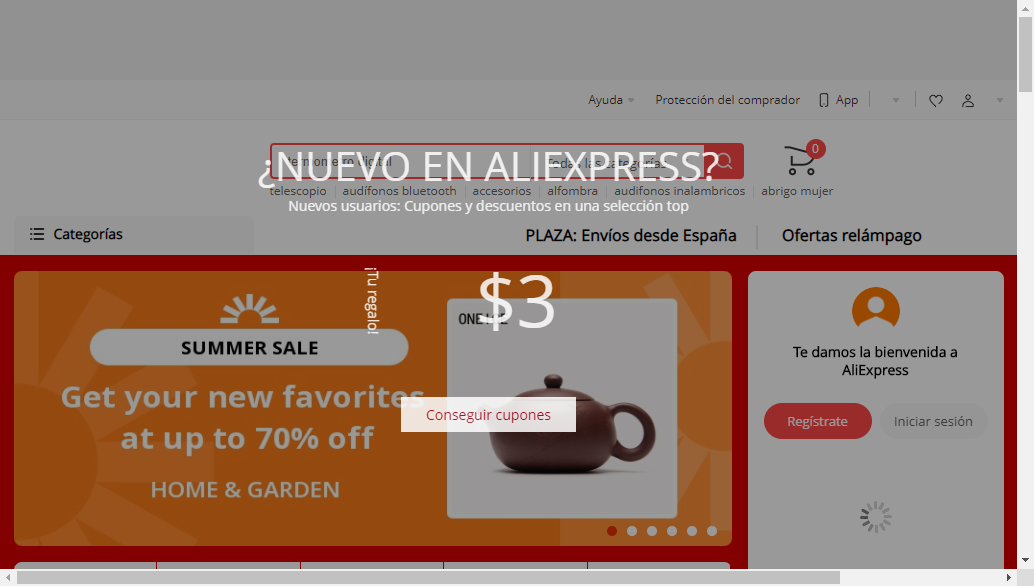 Ayuda
Protección del comprador
App
0
termometro digital
Todas las categorías
¿NUEVO EN ALIEXPRESS?
telescopio
audífonos bluetooth
accesorios
alfombra
audifonos inalambricos
abrigo mujer
Nuevos usuarios: Cupones y descuentos en una selección top
Categorías
PLAZA: Envíos desde España
Ofertas relámpago
¡Tu regalo!
$3
SUMMER SALE
Get your new favorites
at up to 70% off
HOME & GARDEN
Conseguir cupones
Te damos la bienvenida a
AliExpress
Regístrate
Iniciar sesión